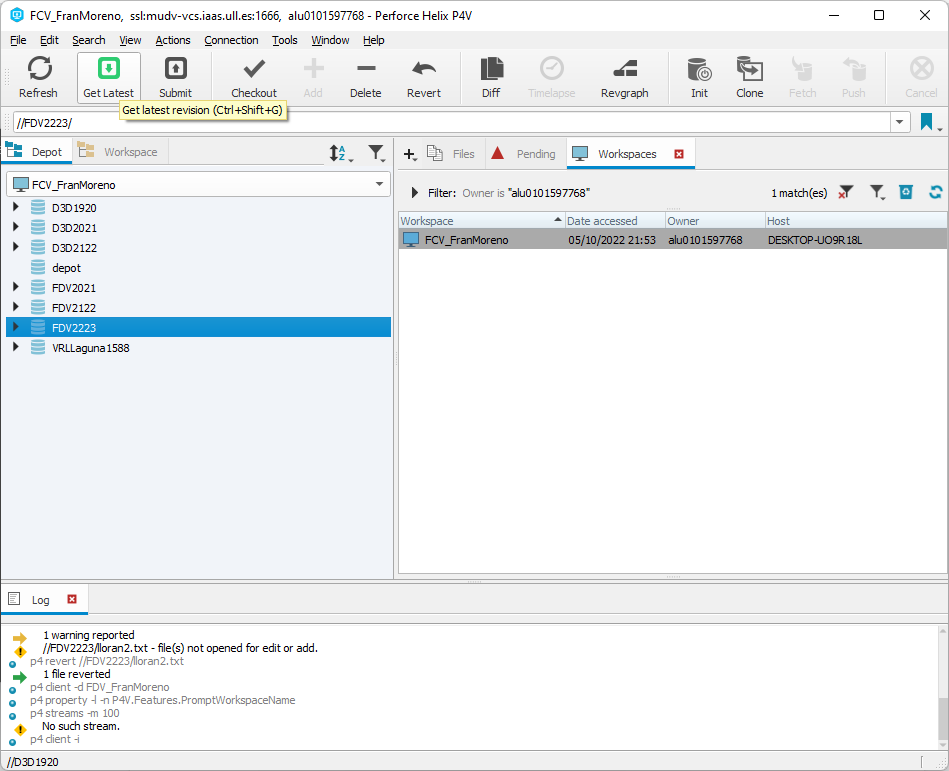 FCV_FranMoreno, ssl:mudv-vcs.iaas.ull.es:1666, alu0101597768 - Perforce Helix P4V
File Edit Search View Actions Connection Tools Window Help
Refresh Get Latest Submit Checkout Add Delete Revert Diff Timelapse Revgraph Init Clone Fetch Push Cancel
Get latest revision (Ctrl+Shift+G)
//FDV2223/
Depot Workspace
FCV_FranMoreno
D3D1920
D3D2021
D3D2122
depot
FDV2021
FDV2122
FDV2223
VRLLaguna1588
Files Pending Workspaces
Filter: Owner is "alu0101597768" 1 match(es)
Workspace Date accessed Owner Host
FCV_FranMoreno 05/10/2022 21:53 alu0101597768 DESKTOP-UO9R18L
Log
1 warning reported
//FDV2223/lloran2.txt - file(s) not opened for edit or add.
p4 revert //FDV2223/lloran2.txt
1 file reverted
p4 client -d FDV_FranMoreno
p4 property -l -n P4V.Features.PromptWorkspaceName
p4 streams -m 100
No such stream.
p4 client -i
//D3D1920